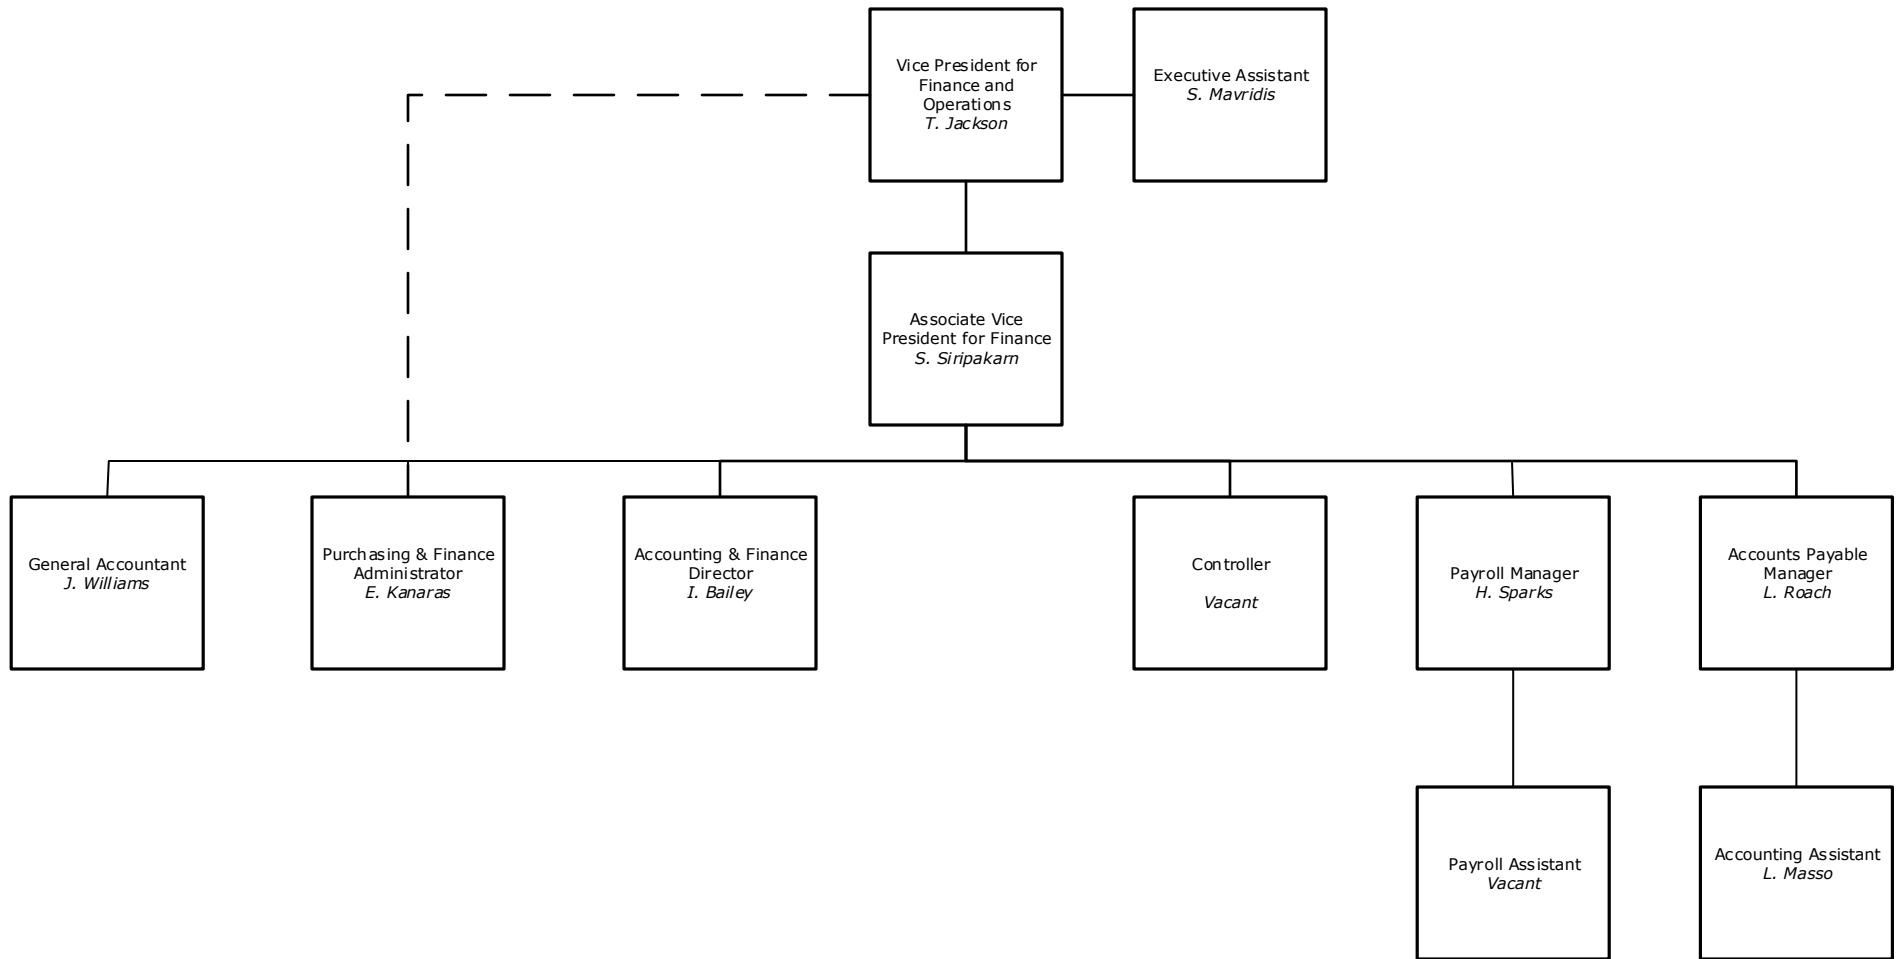 Vice President for
Finance and
Operations
T. Jackson
Executive Assistant
S. Mavridis
Associate Vice
President for Finance
S. Siripakarn
General Accountant
J. Williams
Purchasing & Finance
Administrator
E. Kanaras
Accounting & Finance
Director
I. Bailey
Controller
Vacant
Payroll Manager
H. Sparks
Accounts Payable
Manager
L. Roach
Payroll Assistant
Vacant
Accounting Assistant
L. Masso